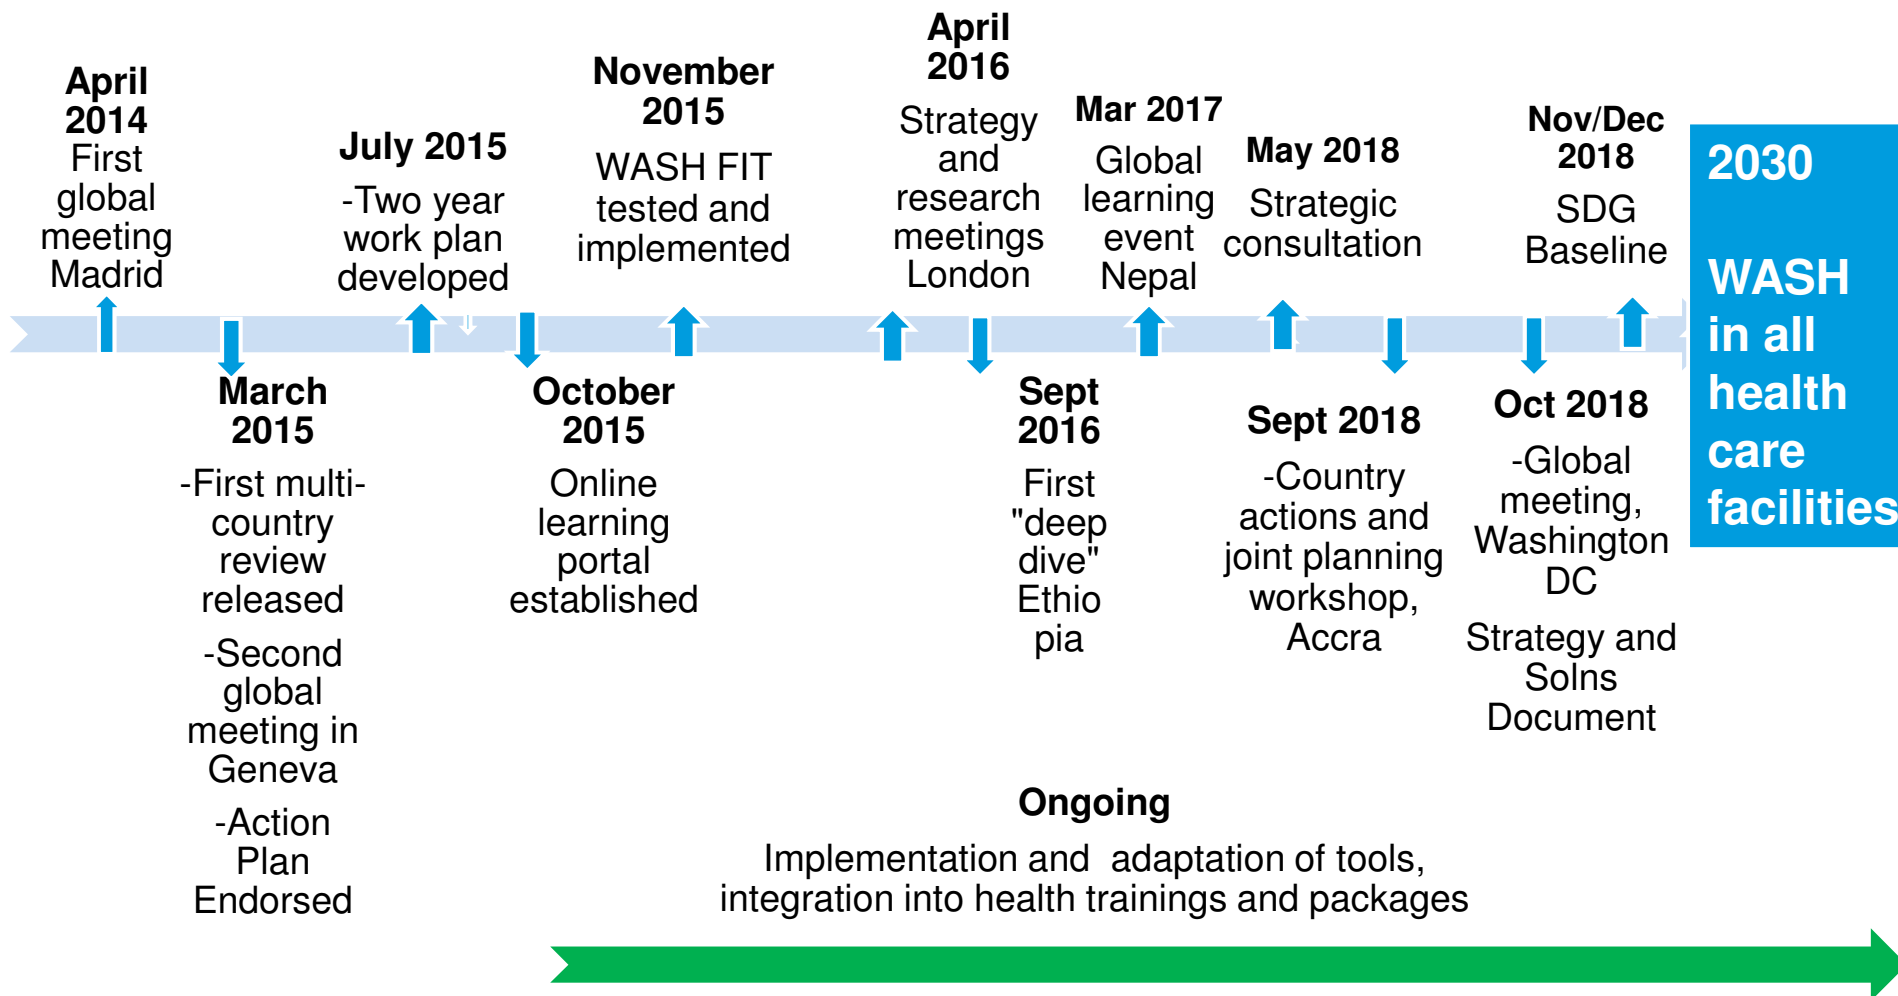 April
2014
First
global
meeting
Madrid
March
2015
-First multi-
country
review
released
-Second
global
meeting in
Geneva
-Action
Plan
Endorsed
July 2015
-Two year
work plan
developed
October
2015
Online
learning
portal
established
November
2015
WASH FIT
tested and
implemented
April
2016
Strategy
and
research
meetings
London
Sept
2016
First
"deep
dive"
Ethio
pia
Mar 2017
Global
learning
event
Nepal
May 2018
Strategic
consultation
Sept 2018
-Country
actions and
joint planning
workshop,
Accra
Oct 2018
-Global
meeting,
Washington
DC
Strategy and
Solns
Document
Nov/Dec
2018
SDG
Baseline
2030
WASH
in all
health
care
facilities
Ongoing
Implementation and  adaptation of tools,
integration into health trainings and packages